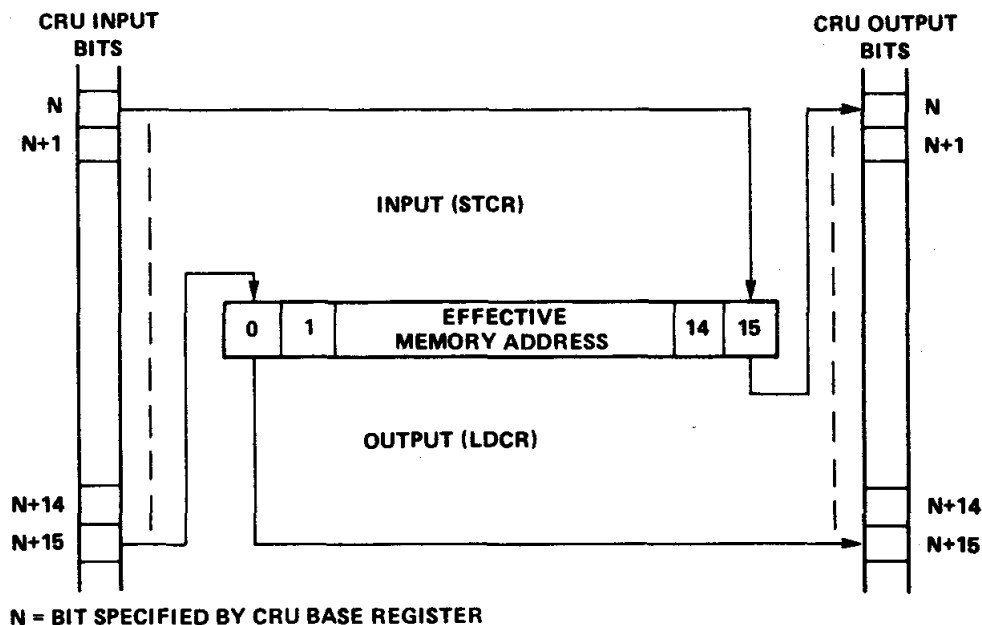 CRU INPUT
BITS
CRU OUTPUT
BITS
N
N
N+1
N+1
INPUT (STCR)
0
1
EFFECTIVE
MEMORY ADDRESS
14
15
OUTPUT (LDCR)
N+14
N+14
N+15
N+15
N = BIT SPECIFIED BY CRU BASE REGISTER